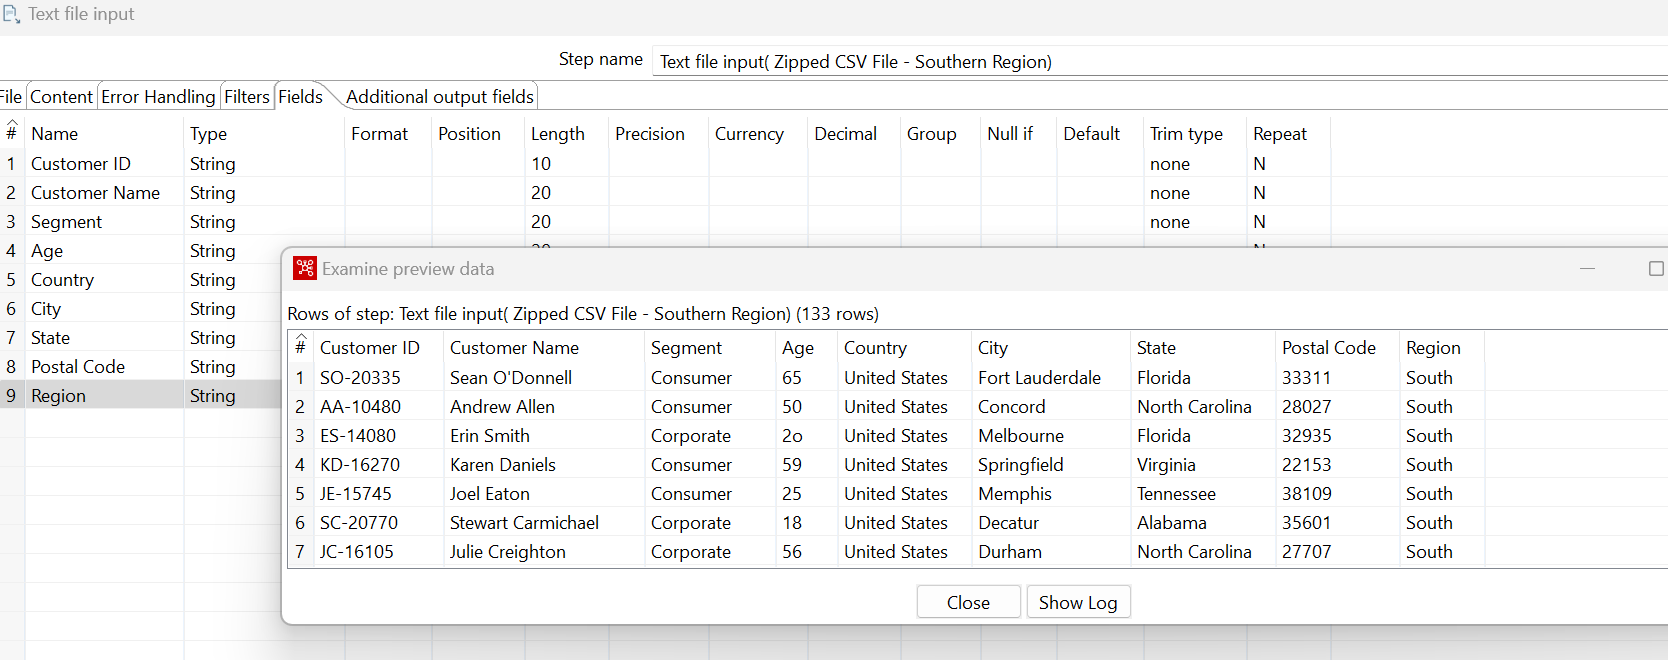 Text file input
Step name Text file input( Zipped CSV File - Southern Region)
File Content Error Handling Filters Fields Additional output fields
# Name Type Format Position Length Precision Currency Decimal Group Null if Default Trim type Repeat
1 Customer ID String 10 none N
2 Customer Name String 20 none N
3 Segment String 20 none N
4 Age String
5 Country String
6 City String
7 State String
8 Postal Code String
9 Region String
Examine preview data
Rows of step: Text file input( Zipped CSV File - Southern Region) (133 rows)
# Customer ID Customer Name Segment Age Country City State Postal Code Region
1 SO-20335 Sean O'Donnell Consumer 65 United States Fort Lauderdale Florida 33311 South
2 AA-10480 Andrew Allen Consumer 50 United States Concord North Carolina 28027 South
3 ES-14080 Erin Smith Corporate 2o United States Melbourne Florida 32935 South
4 KD-16270 Karen Daniels Consumer 59 United States Springfield Virginia 22153 South
5 JE-15745 Joel Eaton Consumer 25 United States Memphis Tennessee 38109 South
6 SC-20770 Stewart Carmichael Corporate 18 United States Decatur Alabama 35601 South
7 JC-16105 Julie Creighton Corporate 56 United States Durham North Carolina 27707 South
Close Show Log